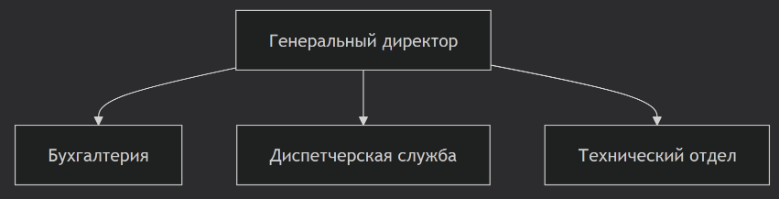 Генеральный директор
Бухгалтерия
Диспетчерская служба
Технический отдел